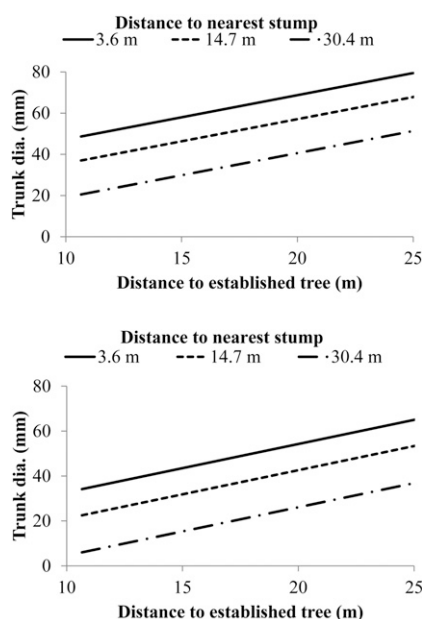 Distance to nearest stump
3.6 m 14.7 m 30.4 m
80
60
40
20
0
Trunk dia. (mm)
10 15 20 25
Distance to established tree (m)
Distance to nearest stump
3.6 m 14.7 m 30.4 m
80
60
40
20
0
Trunk dia. (mm)
10 15 20 25
Distance to established tree (m)